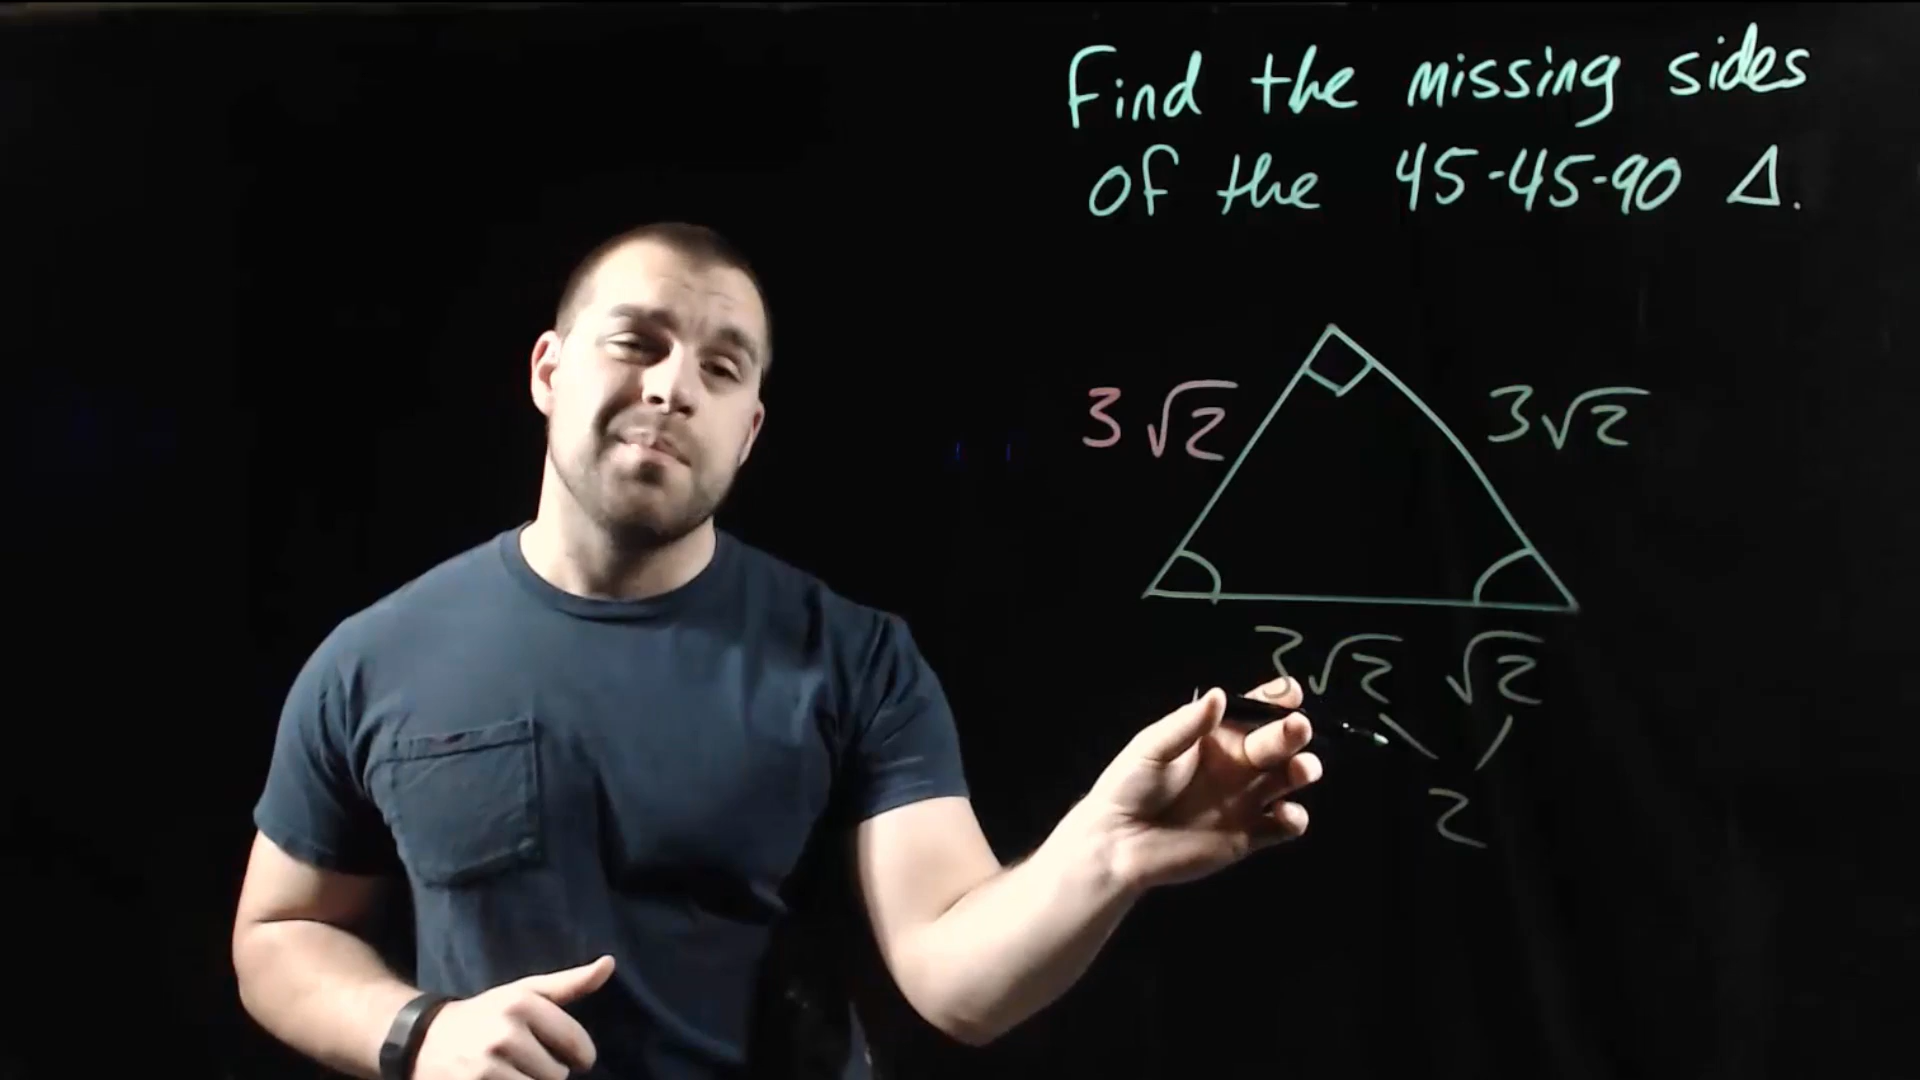 Find the missing sides
of the 45-45-90 Δ.
3√2 3√2
3√2 √2
2